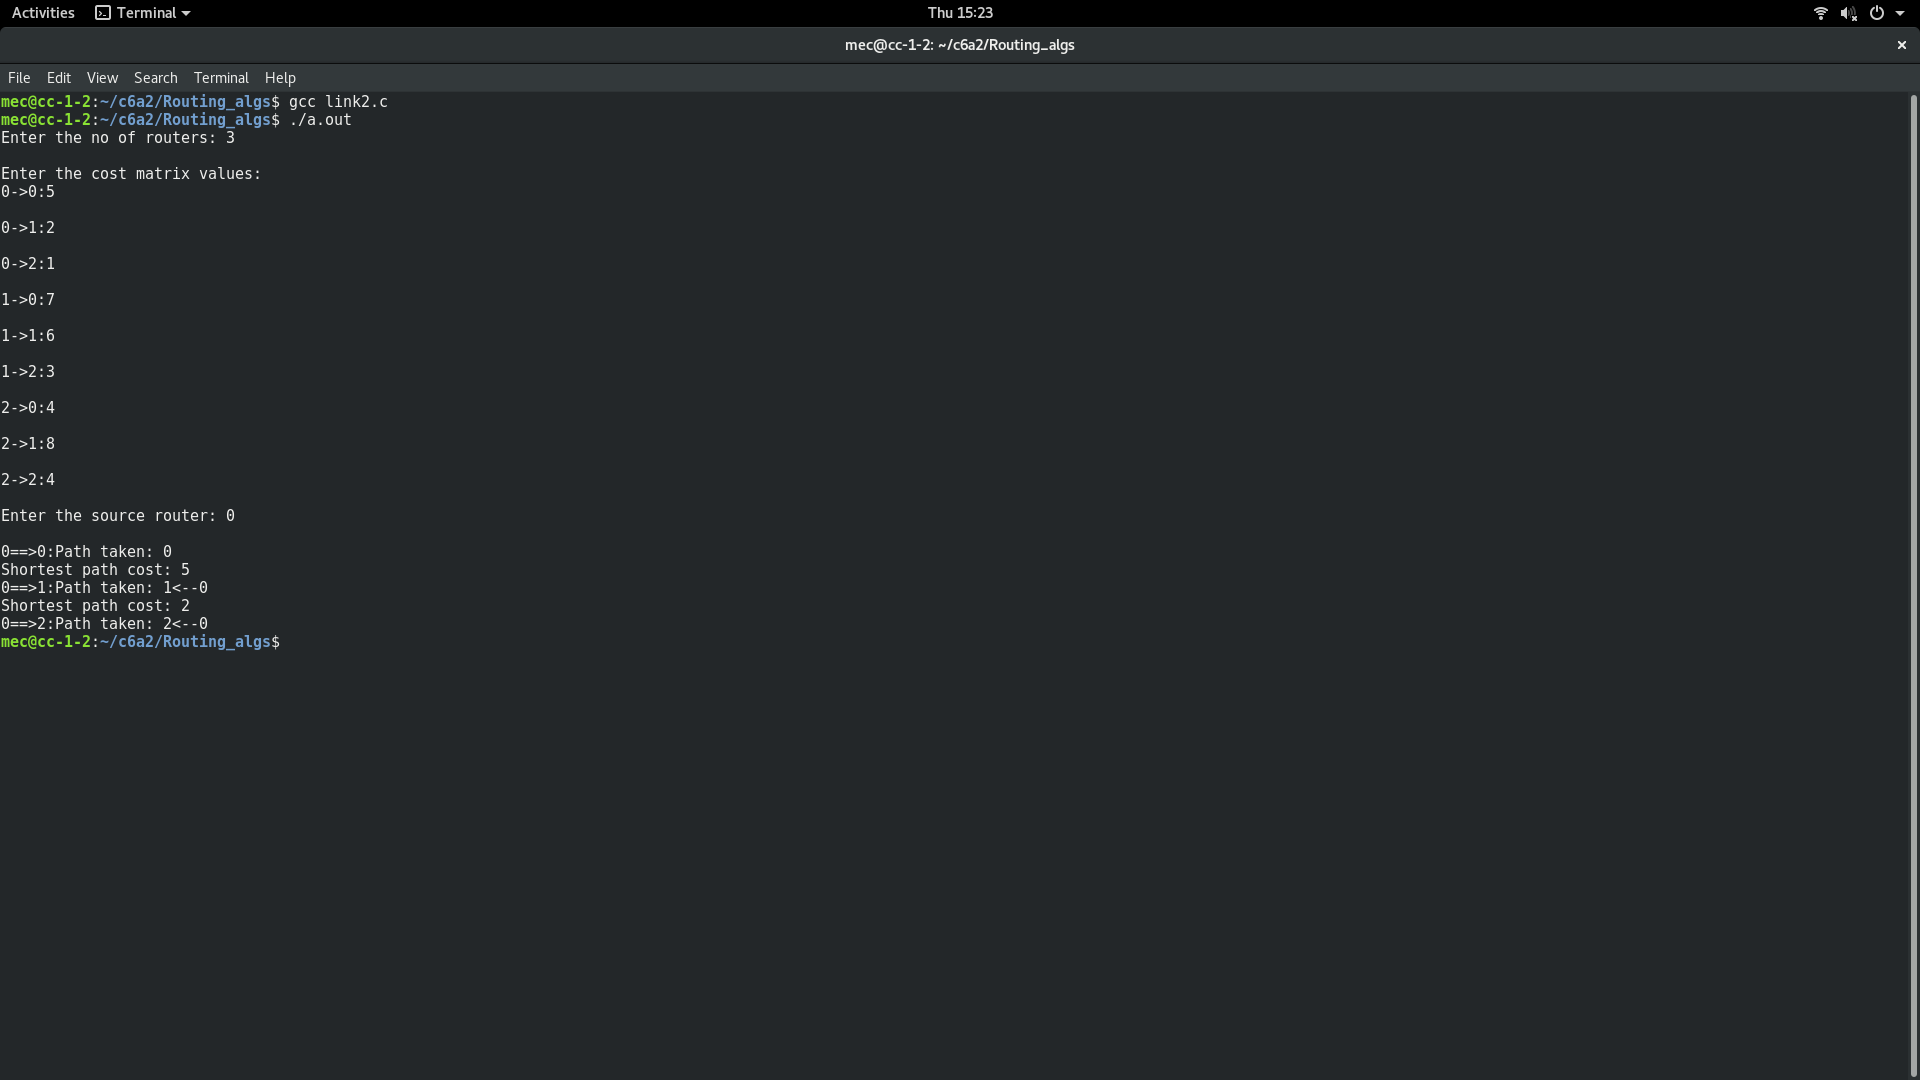 Activities Terminal Thu 15:23
mec@cc-1-2: ~/c6a2/Routing_algs
File Edit View Search Terminal Help
mec@cc-1-2:~/c6a2/Routing_algs$ gcc link2.c
mec@cc-1-2:~/c6a2/Routing_algs$ ./a.out
Enter the no of routers: 3
Enter the cost matrix values:
0->0:5
0->1:2
0->2:1
1->0:7
1->1:6
1->2:3
2->0:4
2->1:8
2->2:4
Enter the source router: 0
0==>0:Path taken: 0
Shortest path cost: 5
0==>1:Path taken: 1<--0
Shortest path cost: 2
0==>2:Path taken: 2<--0
mec@cc-1-2:~/c6a2/Routing_algs$